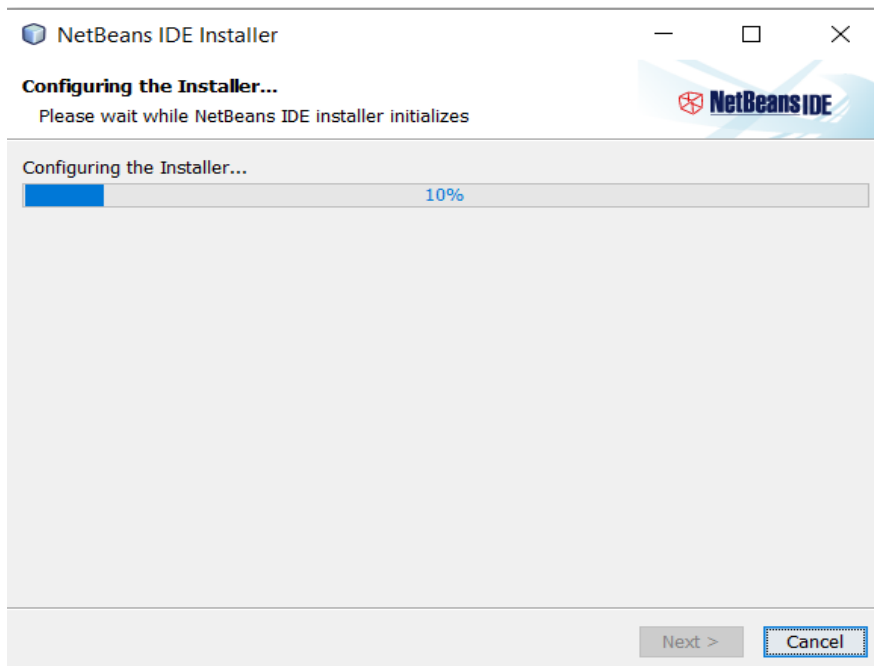 NetBeans IDE Installer
Configuring the Installer...
Please wait while NetBeans IDE installer initializes
NetBeans IDE
Configuring the Installer...
10%
Next >
Cancel